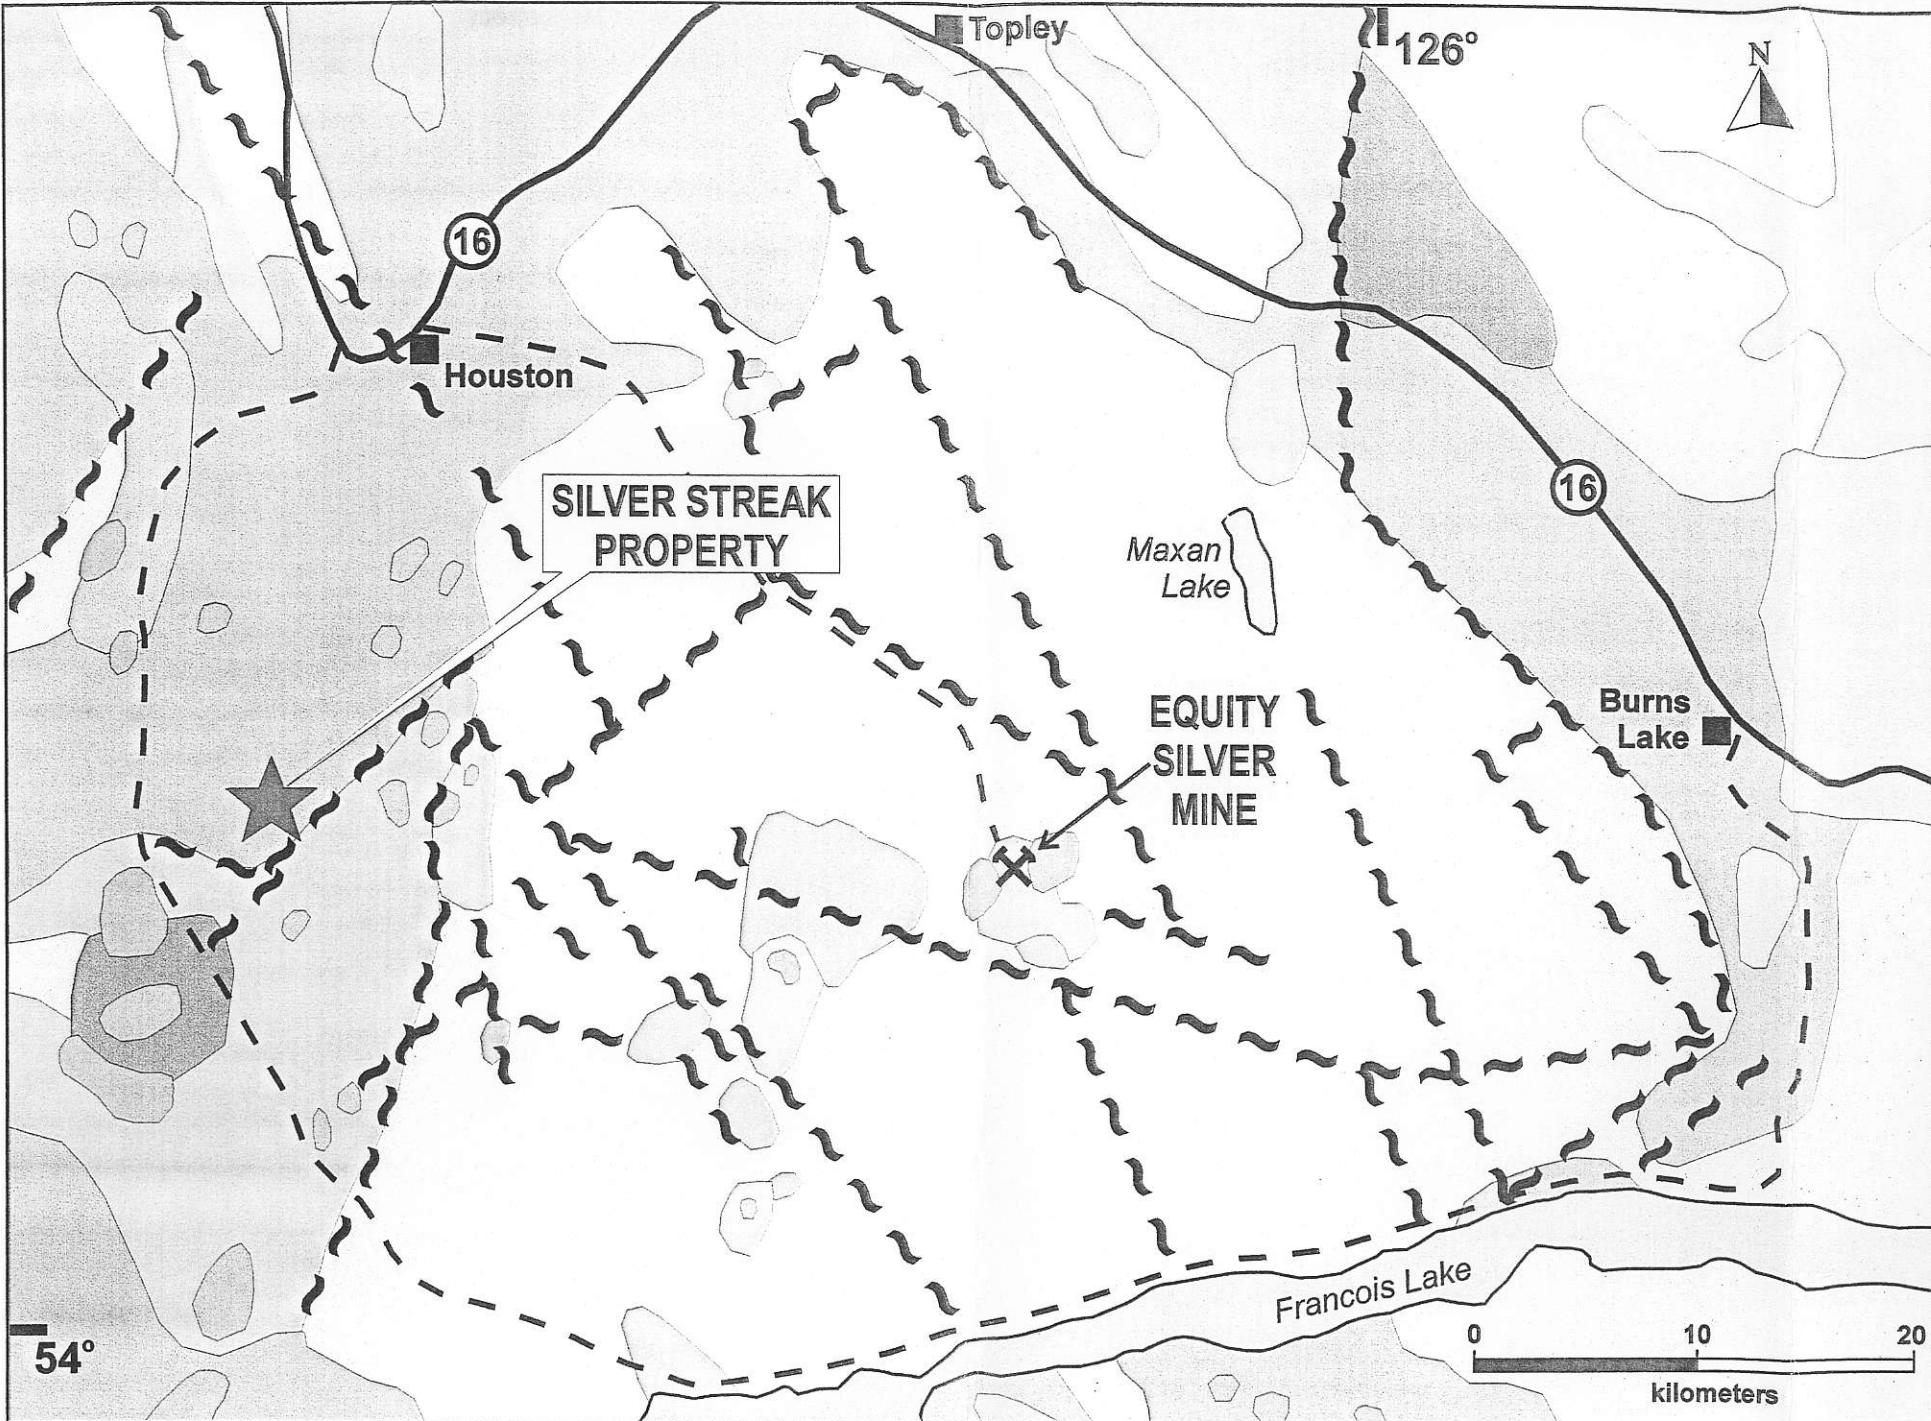 Topley
126°
N
16
Houston
SILVER STREAK
PROPERTY
16
Maxan
Lake
EQUITY
SILVER
MINE
Burns
Lake
Francois Lake
54°
0 10 20
kilometers